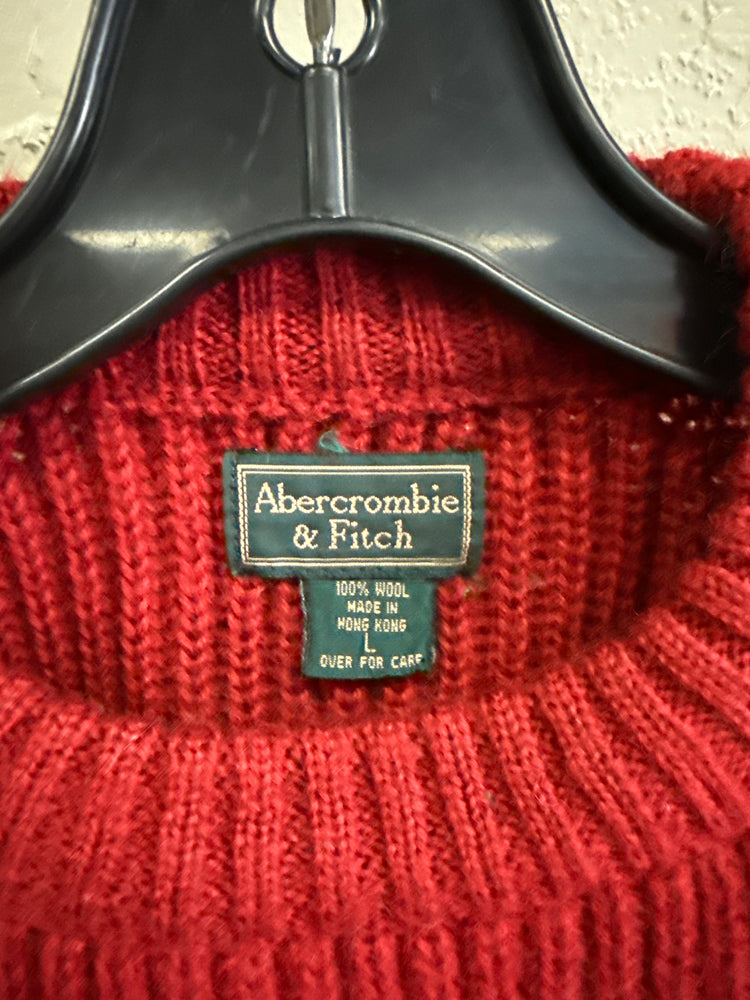 Abercrombie
& Fitch
100% WOOL
MADE IN
HONG KONG
L
OVER FOR CARE